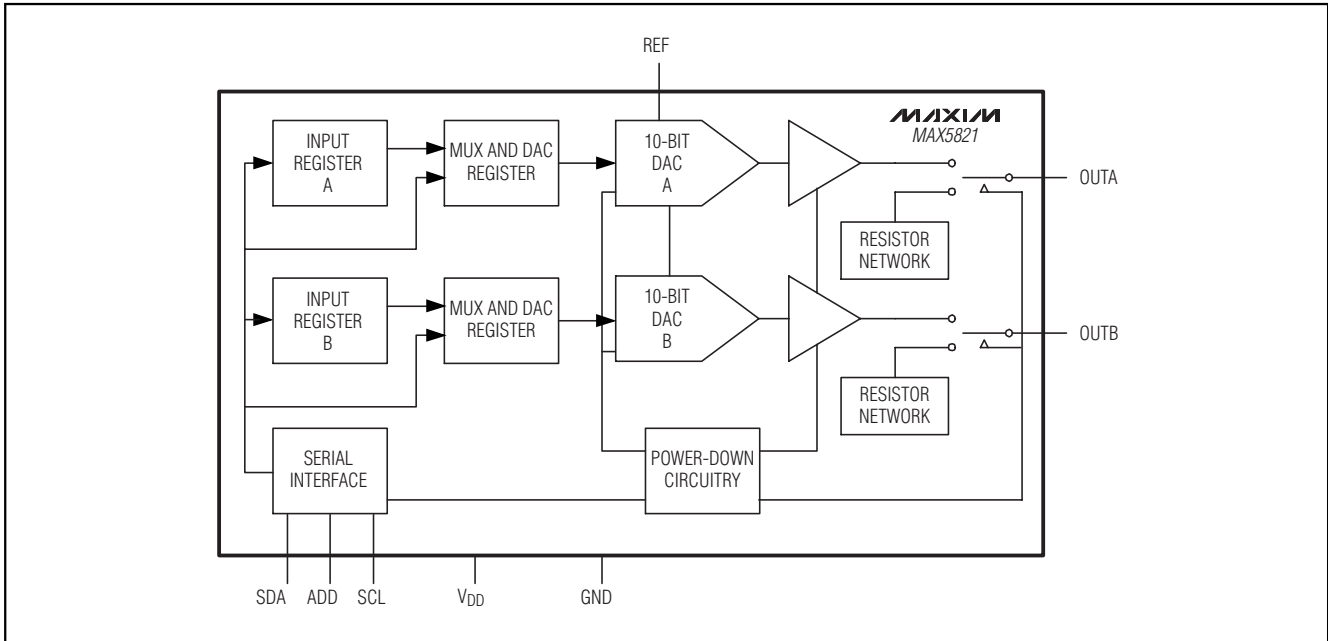 REF
MAXIM
MAX5821
INPUT
REGISTER
A
MUX AND DAC
REGISTER
10-BIT
DAC
A
OUTA
RESISTOR
NETWORK
INPUT
REGISTER
B
MUX AND DAC
REGISTER
10-BIT
DAC
B
OUTB
RESISTOR
NETWORK
SERIAL
INTERFACE
POWER-DOWN
CIRCUITRY
SDA ADD SCL VDD GND